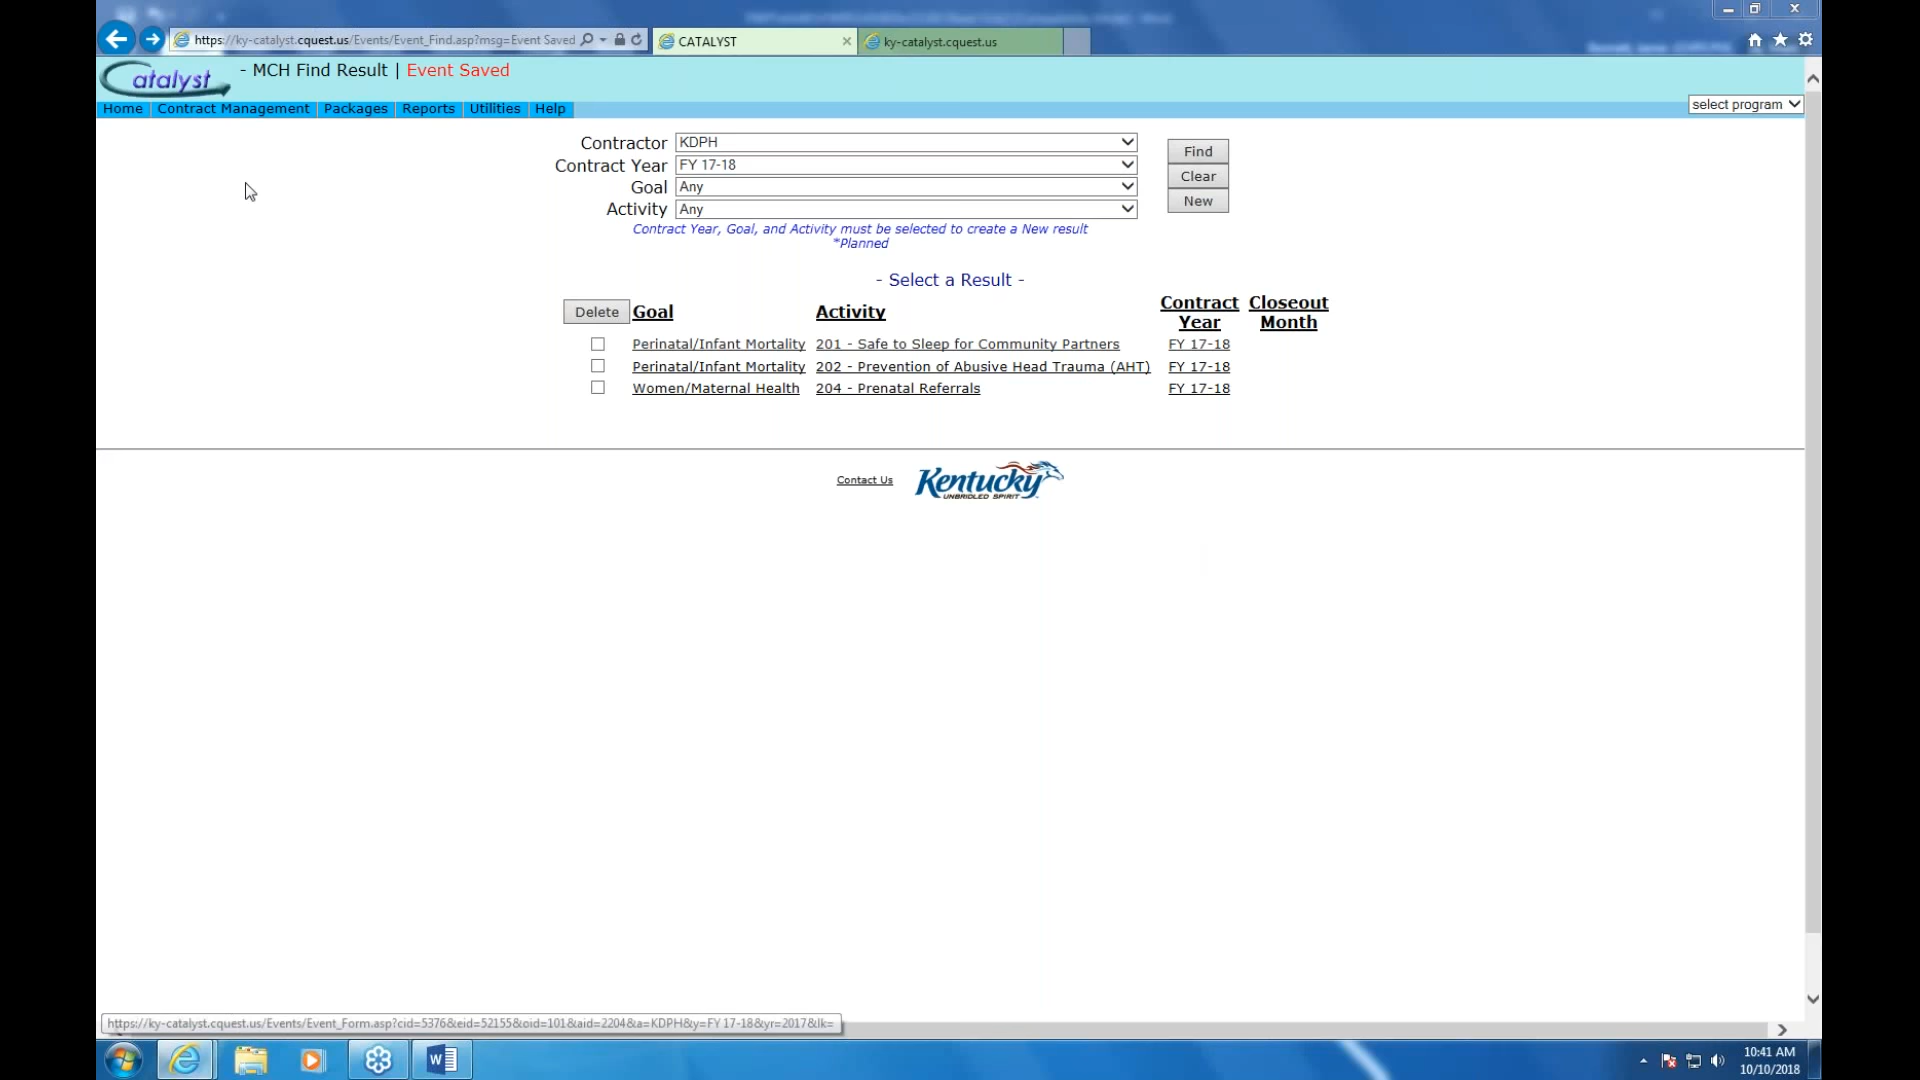 https://ky-catalyst.cquest.us/Events/Event_Find.asp?msg=Event Saved
CATALYST
ky-catalyst.cquest.us
Catalyst
- MCH Find Result | Event Saved
Home
Contract Management
Packages
Reports
Utilities
Help
select program
Contractor KDPH
Contract Year FY 17-18
Goal Any
Activity Any
Find
Clear
New
Contract Year, Goal, and Activity must be selected to create a New result
*Planned
- Select a Result -
Delete Goal Activity Contract Year Closeout Month
Perinatal/Infant Mortality 201 - Safe to Sleep for Community Partners FY 17-18
Perinatal/Infant Mortality 202 - Prevention of Abusive Head Trauma (AHT) FY 17-18
Women/Maternal Health 204 - Prenatal Referrals FY 17-18
Contact Us
Kentucky
UNBRIDLED SPIRIT
https://ky-catalyst.cquest.us/Events/Event_Form.asp?cid=5376&eid=52155&oid=101&aid=2204&a=KDPH&y=FY 17-18&yr=2017&lk=
10:41 AM
10/10/2018